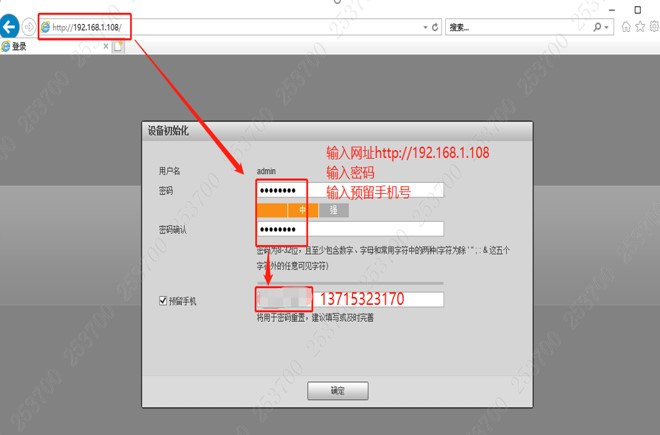 http://192.168.1.108/
搜索...
登录
设备初始化
输入网址http://192.168.1.108
用户名
admin
输入密码
密码
●●●●●●●●
输入预留手机号
中
强
密码确认
●●●●●●●●
密码为8-32位，且至少包含数字、字母和常用字符中的两种(字符为除 ' " ; : & 这五个
字符外的任意可见字符)
预留手机
13715323170
将用于密码重置，建议填写或及时完善
确定
253700